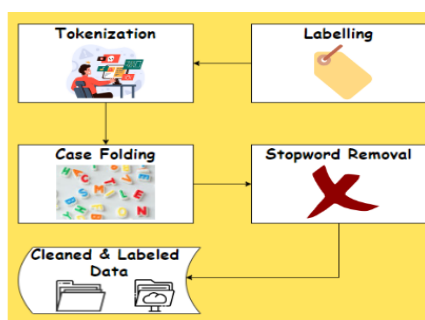 Tokenization
Labelling
Case Folding
Stopword Removal
Cleaned & Labeled
Data